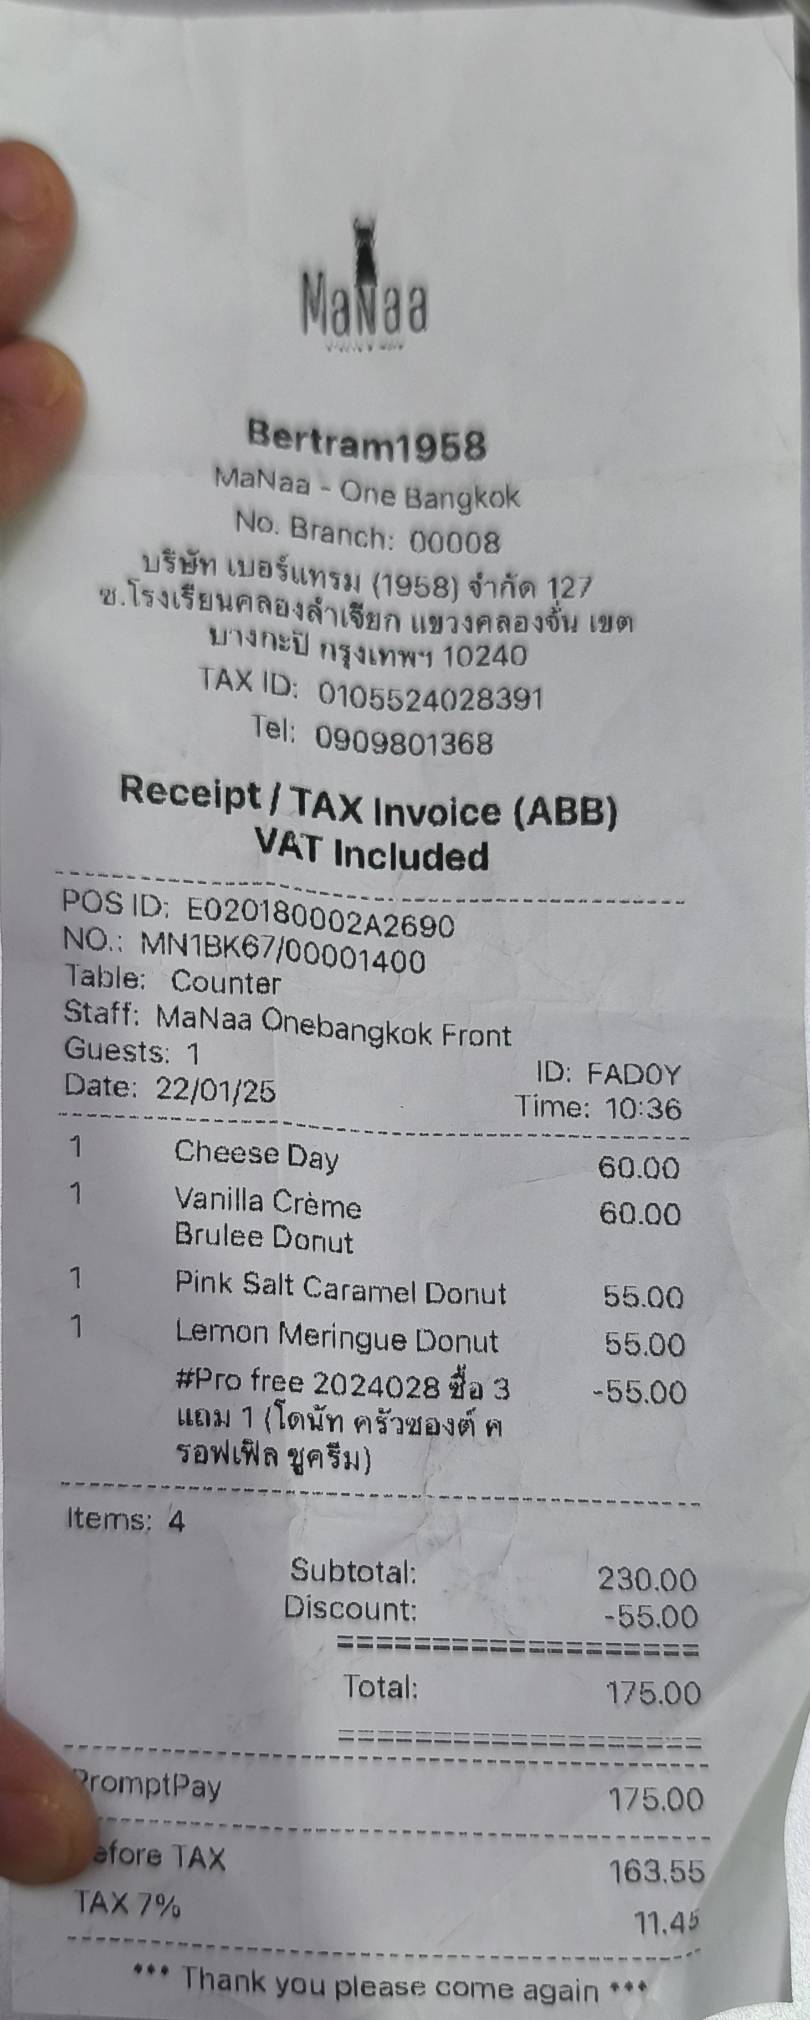 MaNaa
Bertram1958
MaNaa - One Bangkok
No. Branch: 00008
บริษัท เบอร์แทรม (1958) จำกัด 127
ซ.โรงเรียนคลองลำเจียก แขวงคลองจั่น เขต
บางกะปิ กรุงเทพฯ 10240
TAX ID: 0105524028391
Tel: 0909801368
Receipt / TAX Invoice (ABB)
VAT Included
POS ID: E020180002A2690
NO.: MN1BK67/00001400
Table: Counter
Staff: MaNaa Onebangkok Front
Guests: 1 ID: FAD0Y
Date: 22/01/25 Time: 10:36
1 Cheese Day 60.00
1 Vanilla Crème 60.00
Brulee Donut
1 Pink Salt Caramel Donut 55.00
1 Lemon Meringue Donut 55.00
#Pro free 2024028 ซื้อ 3 -55.00
แถม 1 (โดนัท ครัวซองต์ ค
รอฟเฟิล ชูครีม)
Items: 4
Subtotal: 230.00
Discount: -55.00
Total: 175.00
PromptPay 175.00
efore TAX 163.55
TAX 7% 11.45
*** Thank you please come again ***